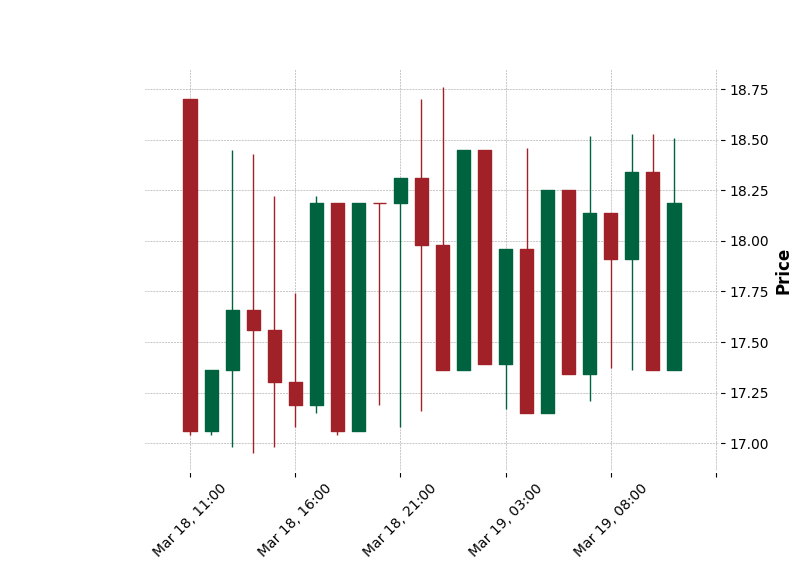 18.75
18.50
18.25
18.00
17.75
17.50
17.25
17.00
Price
Mar 18, 11:00
Mar 18, 16:00
Mar 18, 21:00
Mar 19, 03:00
Mar 19, 08:00